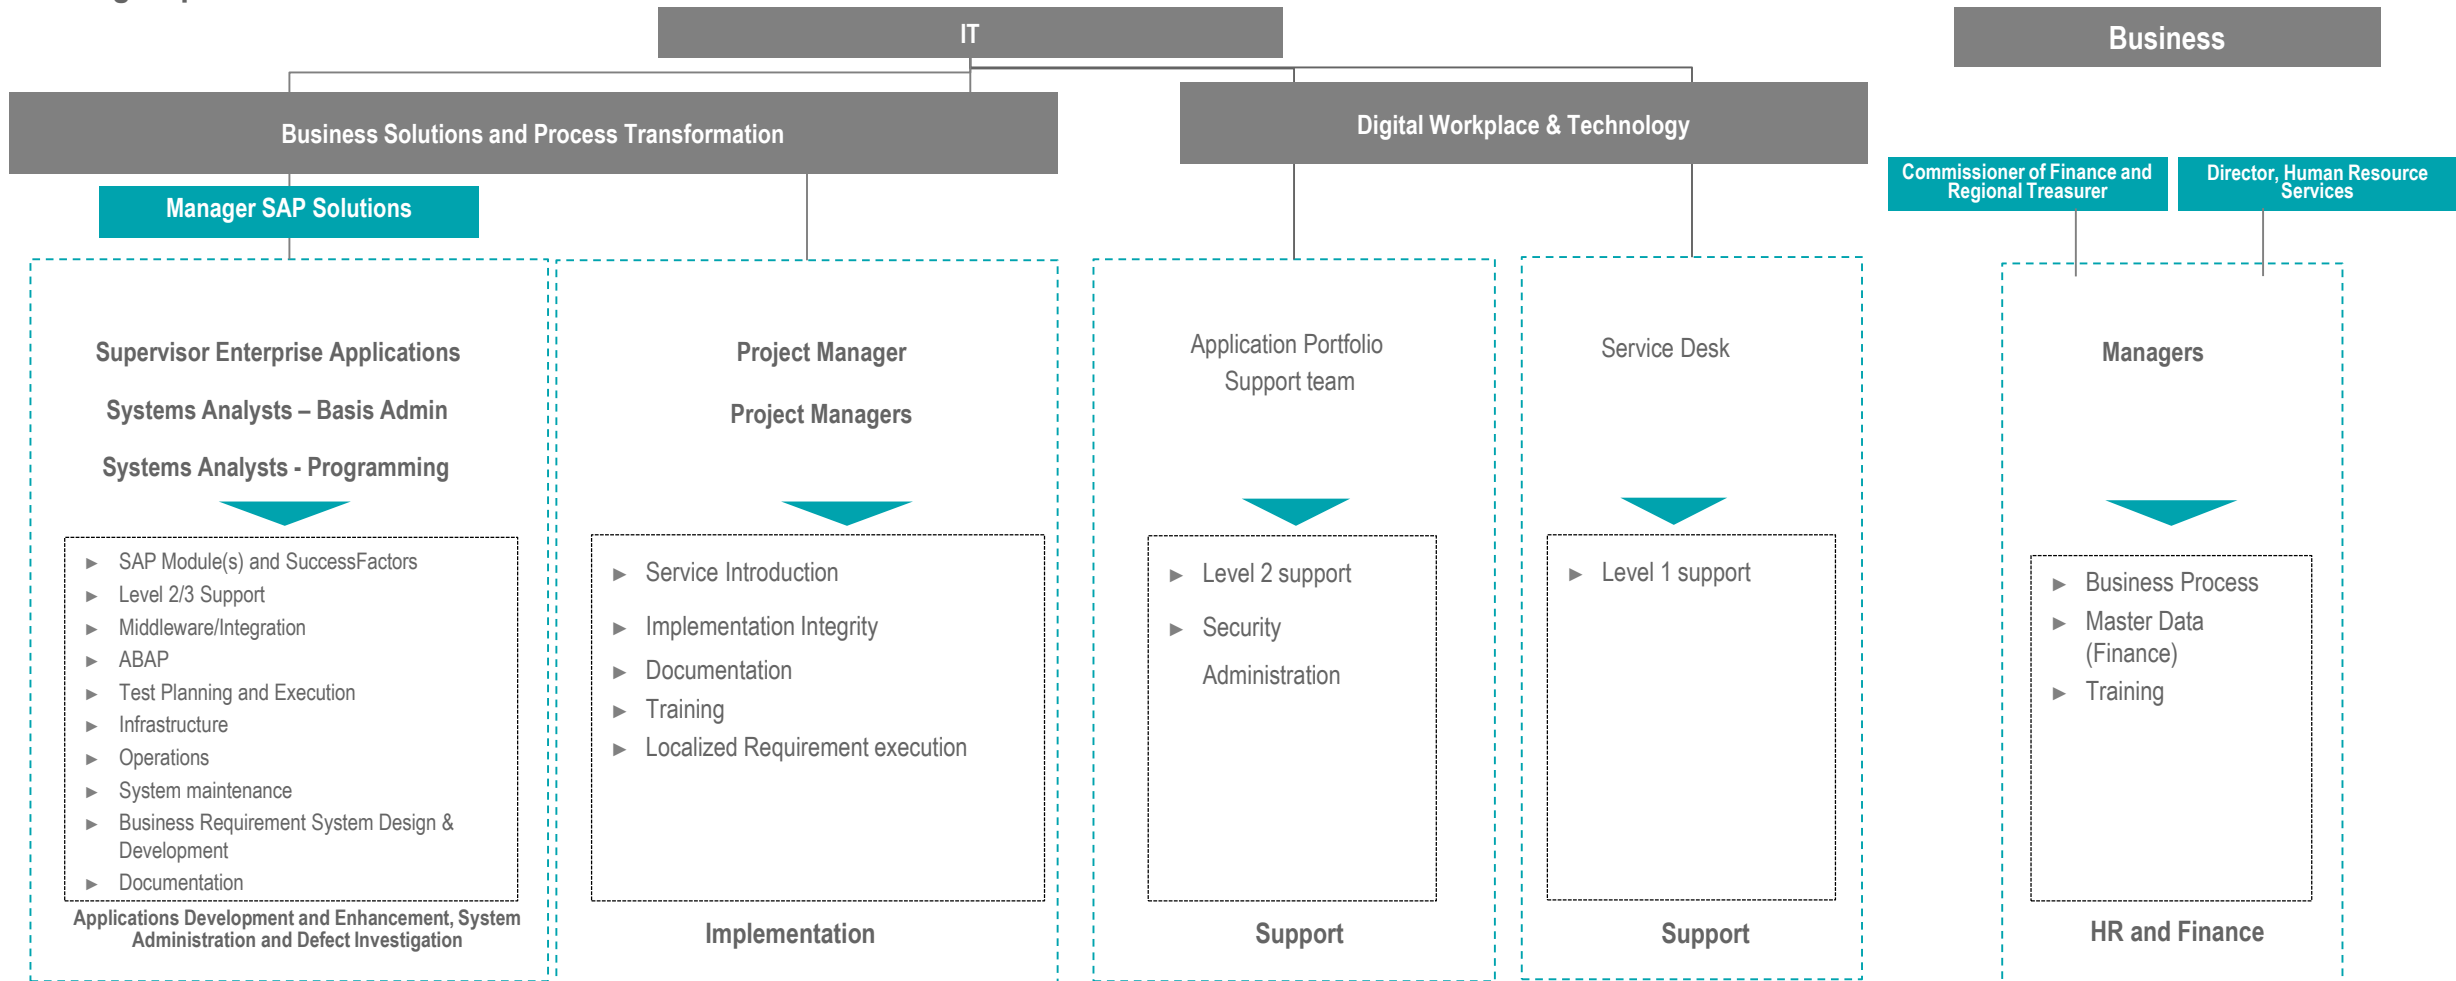 IT
Business
Business Solutions and Process Transformation
Digital Workplace & Technology
Commissioner of Finance and
Regional Treasurer
Director, Human Resource
Services
Manager SAP Solutions
Supervisor Enterprise Applications
Systems Analysts – Basis Admin
Systems Analysts - Programming
► SAP Module(s) and SuccessFactors
► Level 2/3 Support
► Middleware/Integration
► ABAP
► Test Planning and Execution
► Infrastructure
► Operations
► System maintenance
► Business Requirement System Design &
Development
► Documentation
Applications Development and Enhancement, System
Administration and Defect Investigation
Project Manager
Project Managers
► Service Introduction
► Implementation Integrity
► Documentation
► Training
► Localized Requirement execution
Implementation
Application Portfolio
Support team
► Level 2 support
► Security
Administration
Support
Service Desk
► Level 1 support
Support
Managers
► Business Process
► Master Data
(Finance)
► Training
HR and Finance